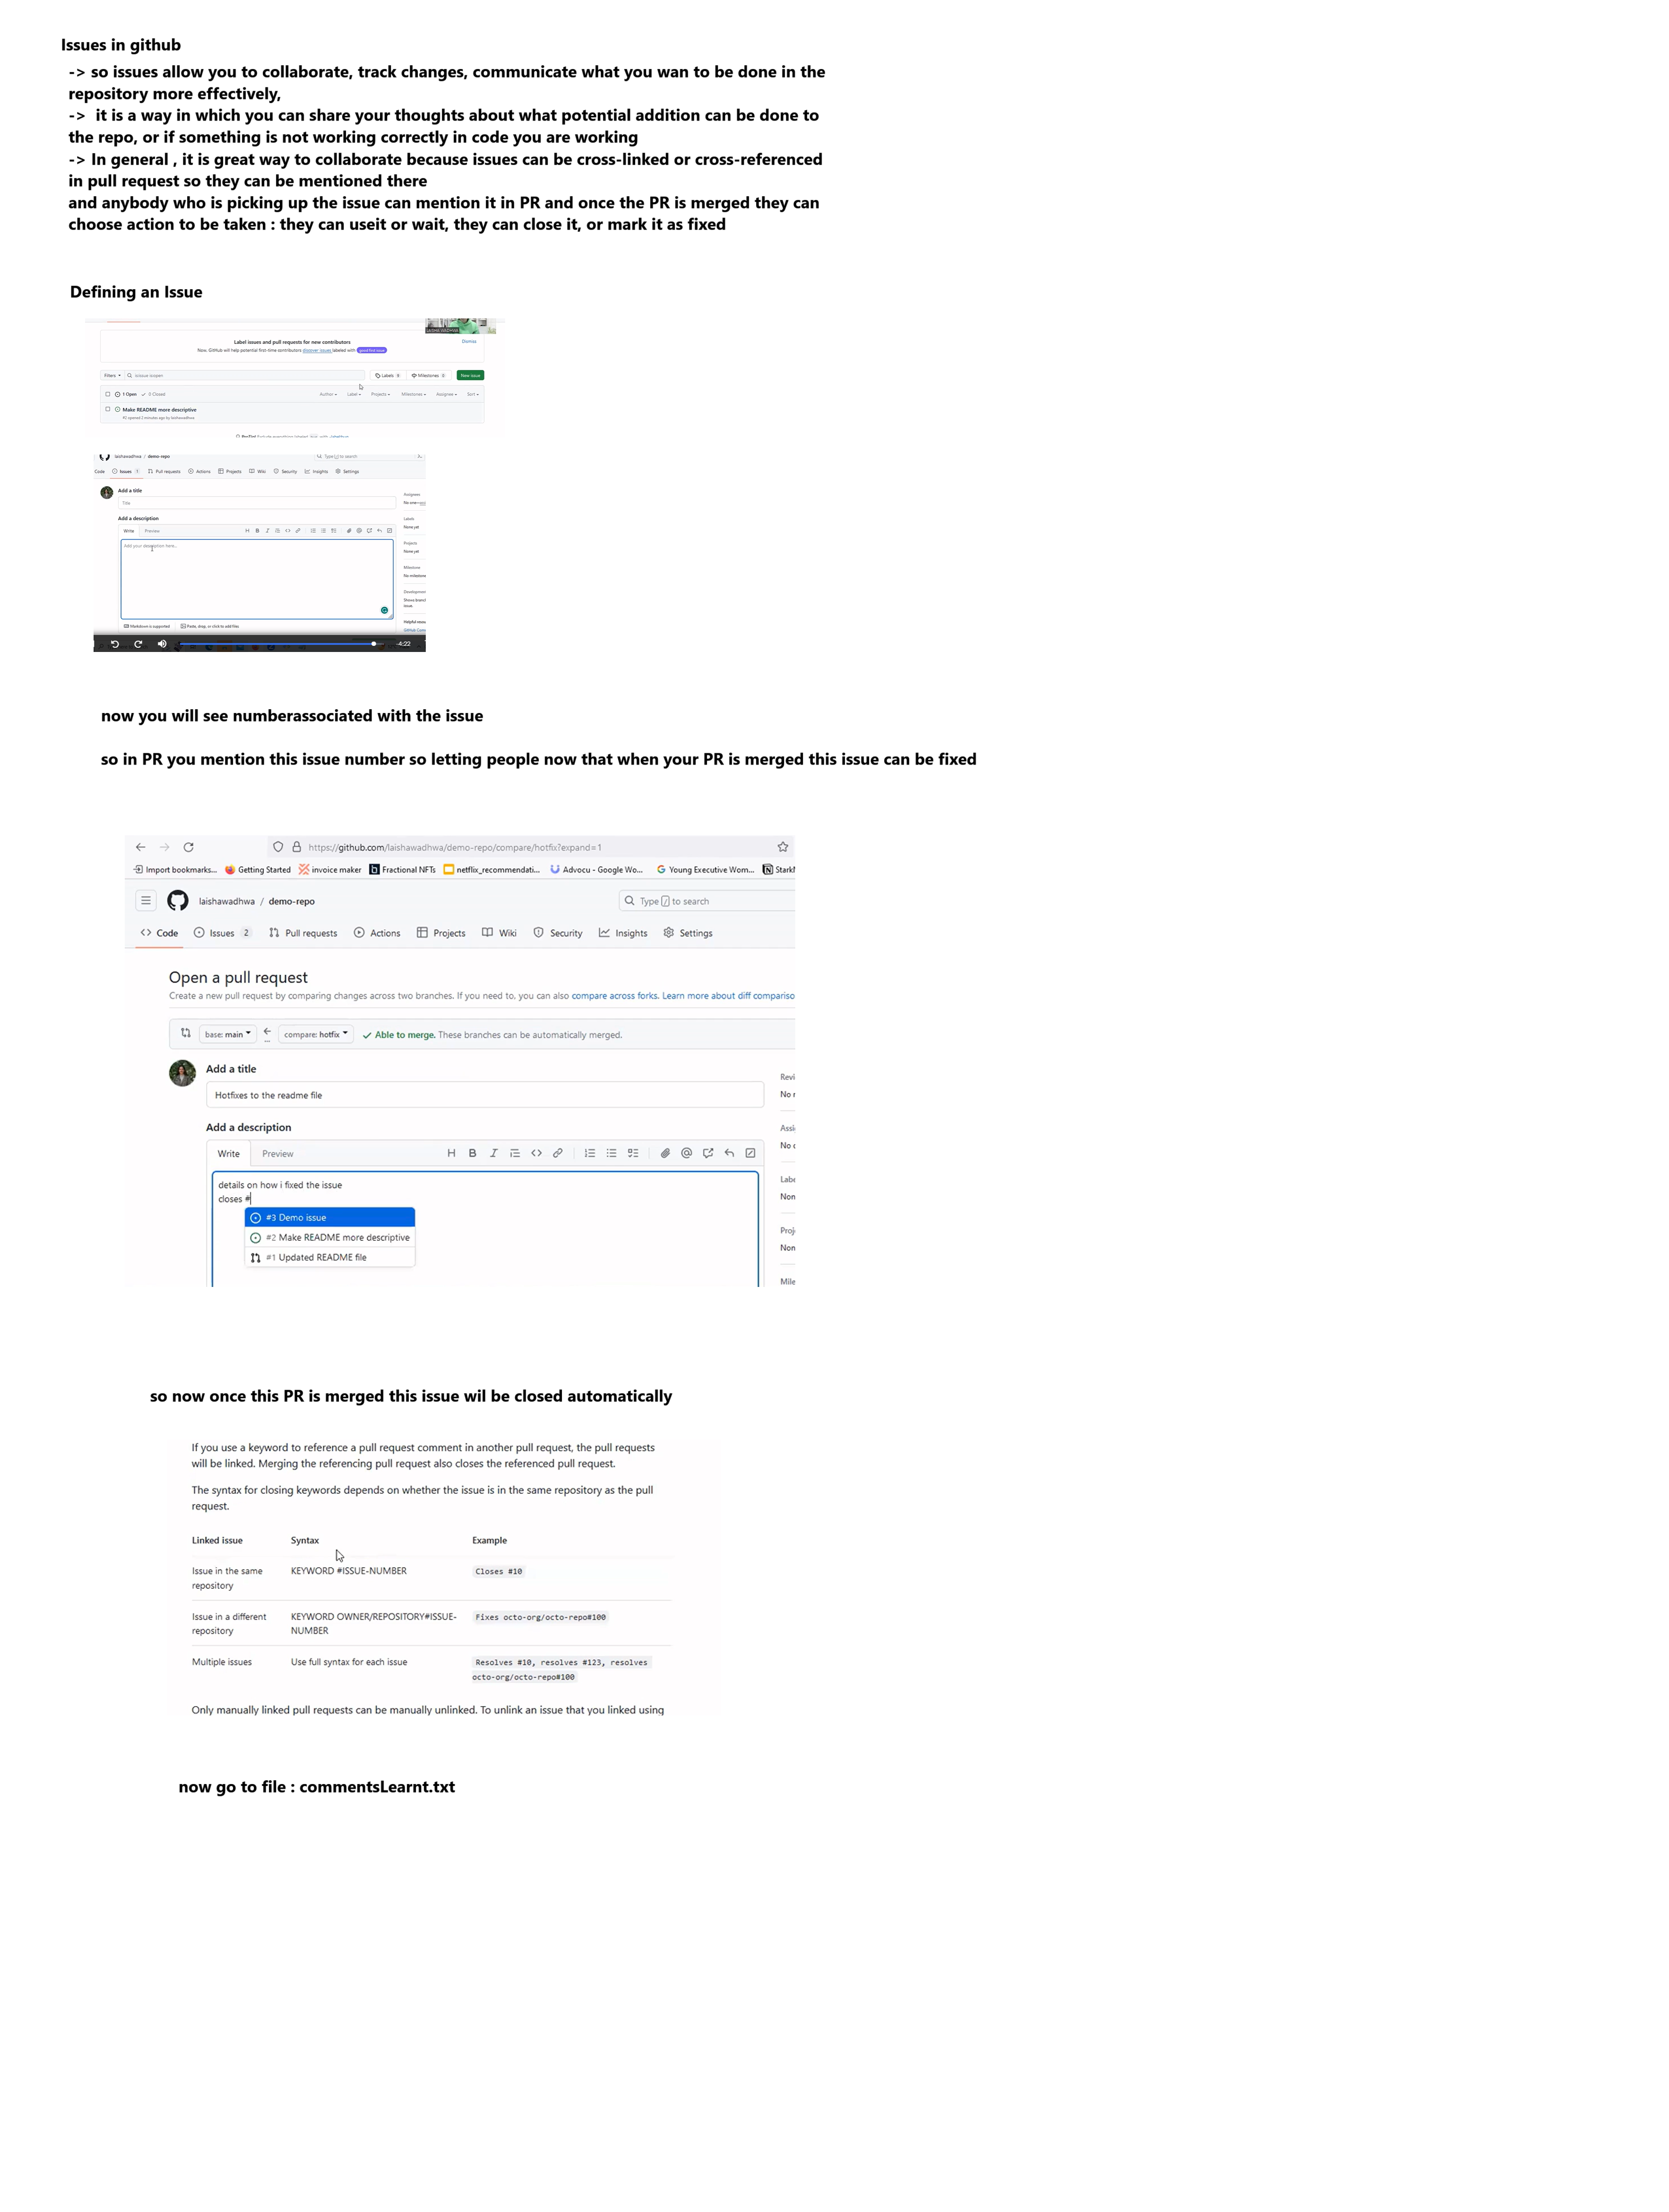 Issues in github
-> so issues allow you to collaborate, track changes, communicate what you wan to be done in the
repository more effectively,
->  it is a way in which you can share your thoughts about what potential addition can be done to
the repo, or if something is not working correctly in code you are working
-> In general , it is great way to collaborate because issues can be cross-linked or cross-referenced
in pull request so they can be mentioned there
and anybody who is picking up the issue can mention it in PR and once the PR is merged they can
choose action to be taken : they can useit or wait, they can close it, or mark it as fixed
Defining an Issue
Label issues and pull requests for new contributors
Dismiss
Now, GitHub will help potential first-time contributors discover issues labeled with good first issue
Filters
is:issue is:open
Labels 9
Milestones 0
New issue
1 Open 0 Closed
Author Label Projects Milestones Assignee Sort
Make README more descriptive
#2 opened 2 minutes ago by laishawadhwa
laishawadhwa / demo-repo
Type / to search
Code Issues 1 Pull requests Actions Projects Wiki Security Insights Settings
Add a title
Title
Add a description
Write Preview
Add your description here...
Markdown is supported
Paste, drop, or click to add files
Assignees
No one—
Labels
None yet
Projects
None yet
Milestone
No milestone
Development
Shows branc
issue
Helpful resou
GitHub Com
-4:22
now you will see numberassociated with the issue
so in PR you mention this issue number so letting people now that when your PR is merged this issue can be fixed
https://github.com/laishawadhwa/demo-repo/compare/hotfix?expand=1
Import bookmarks... Getting Started invoice maker Fractional NFTs netflix_recommendati... Advocu - Google Wo... Young Executive Wom... Stark
laishawadhwa / demo-repo
Type / to search
Code Issues 2 Pull requests Actions Projects Wiki Security Insights Settings
Open a pull request
Create a new pull request by comparing changes across two branches. If you need to, you can also compare across forks. Learn more about diff compariso
base: main ... compare: hotfix Able to merge. These branches can be automatically merged.
Add a title
Hotfixes to the readme file
Add a description
Write Preview
H B I
details on how i fixed the issue
closes #
#3 Demo issue
#2 Make README more descriptive
#1 Updated README file
Revi
No r
Assi
No c
Labe
Non
Proj
Non
Mile
so now once this PR is merged this issue wil be closed automatically
If you use a keyword to reference a pull request comment in another pull request, the pull requests
will be linked. Merging the referencing pull request also closes the referenced pull request.
The syntax for closing keywords depends on whether the issue is in the same repository as the pull
request.
Linked issue Syntax Example
Issue in the same
repository
KEYWORD #ISSUE-NUMBER
Closes #10
Issue in a different
repository
KEYWORD OWNER/REPOSITORY#ISSUE-
NUMBER
Fixes octo-org/octo-repo#100
Multiple issues
Use full syntax for each issue
Resolves #10, resolves #123, resolves
octo-org/octo-repo#100
Only manually linked pull requests can be manually unlinked. To unlink an issue that you linked using
now go to file : commentsLearnt.txt